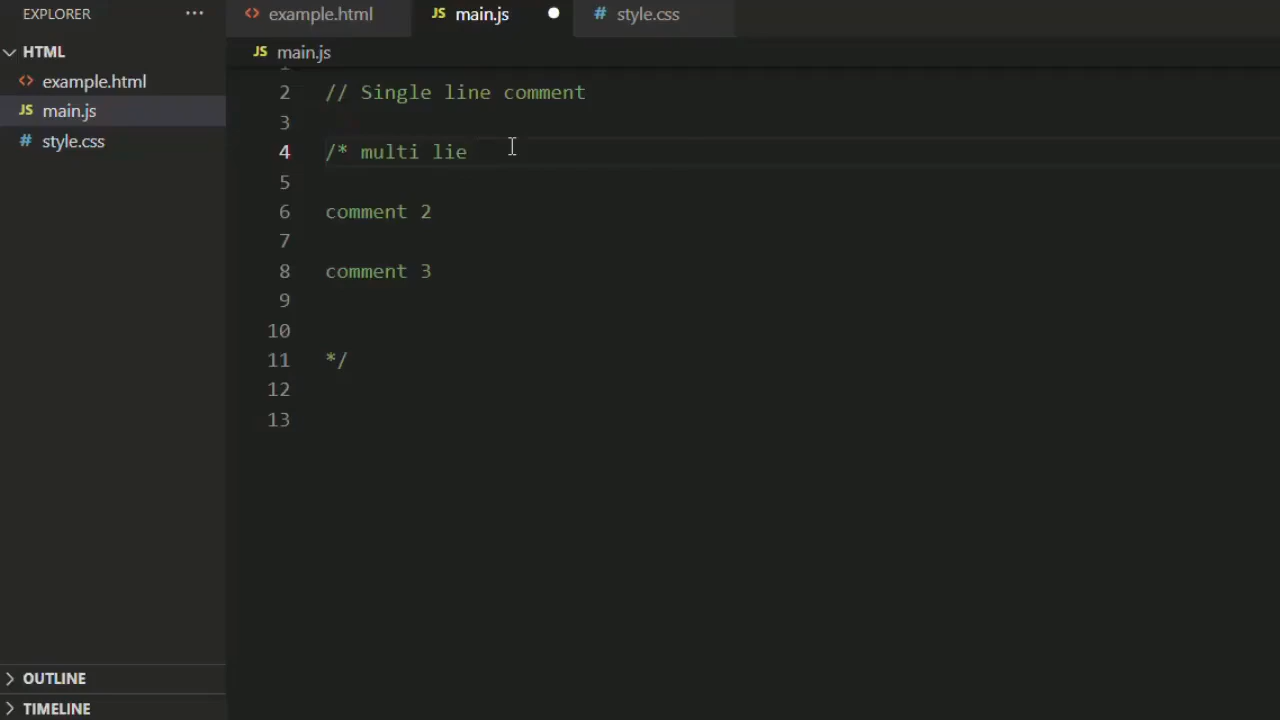 EXPLORER ···
example.html
JS main.js
# style.css
HTML
JS main.js
<> example.html
JS main.js
# style.css
2 // Single line comment
3
4 /* multi lie
5
6 comment 2
7
8 comment 3
9
10
11 */
12
13
OUTLINE
TIMELINE